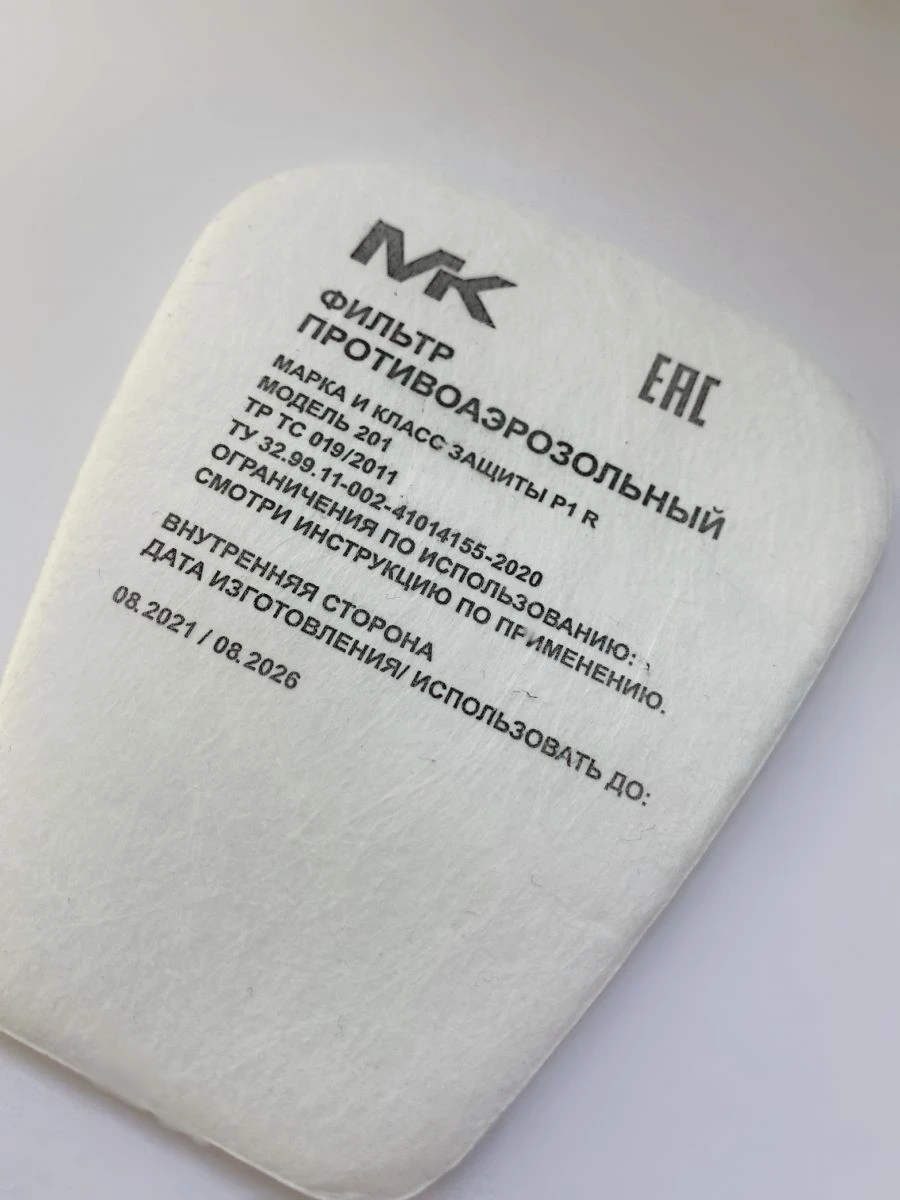 МК
ФИЛЬТР
ПРОТИВОАЭРОЗОЛЬНЫЙ
EAC
МАРКА И КЛАСС ЗАЩИТЫ P1 R
МОДЕЛЬ 201
ТР ТС 019/2011
ТУ 32.99.11-002-41014155-2020
ОГРАНИЧЕНИЯ ПО ИСПОЛЬЗОВАНИЮ:
СМОТРИ ИНСТРУКЦИЮ ПО ПРИМЕНЕНИЮ.
ВНУТРЕННЯЯ СТОРОНА
ДАТА ИЗГОТОВЛЕНИЯ/ ИСПОЛЬЗОВАТЬ ДО:
08.2021 / 08.2026